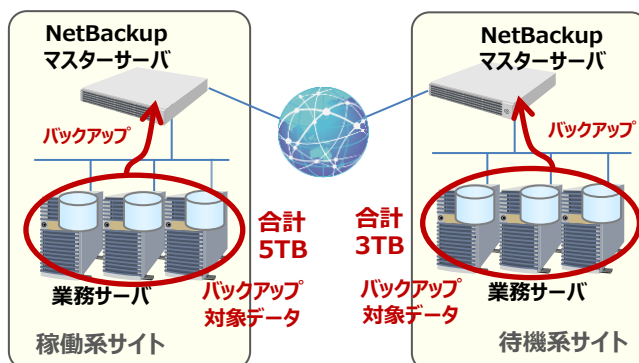 NetBackup
マスターサーバ
バックアップ
合計
5TB
業務サーバ
バックアップ
対象データ
稼働系サイト
NetBackup
マスターサーバ
バックアップ
合計
3TB
バックアップ
対象データ
業務サーバ
待機系サイト